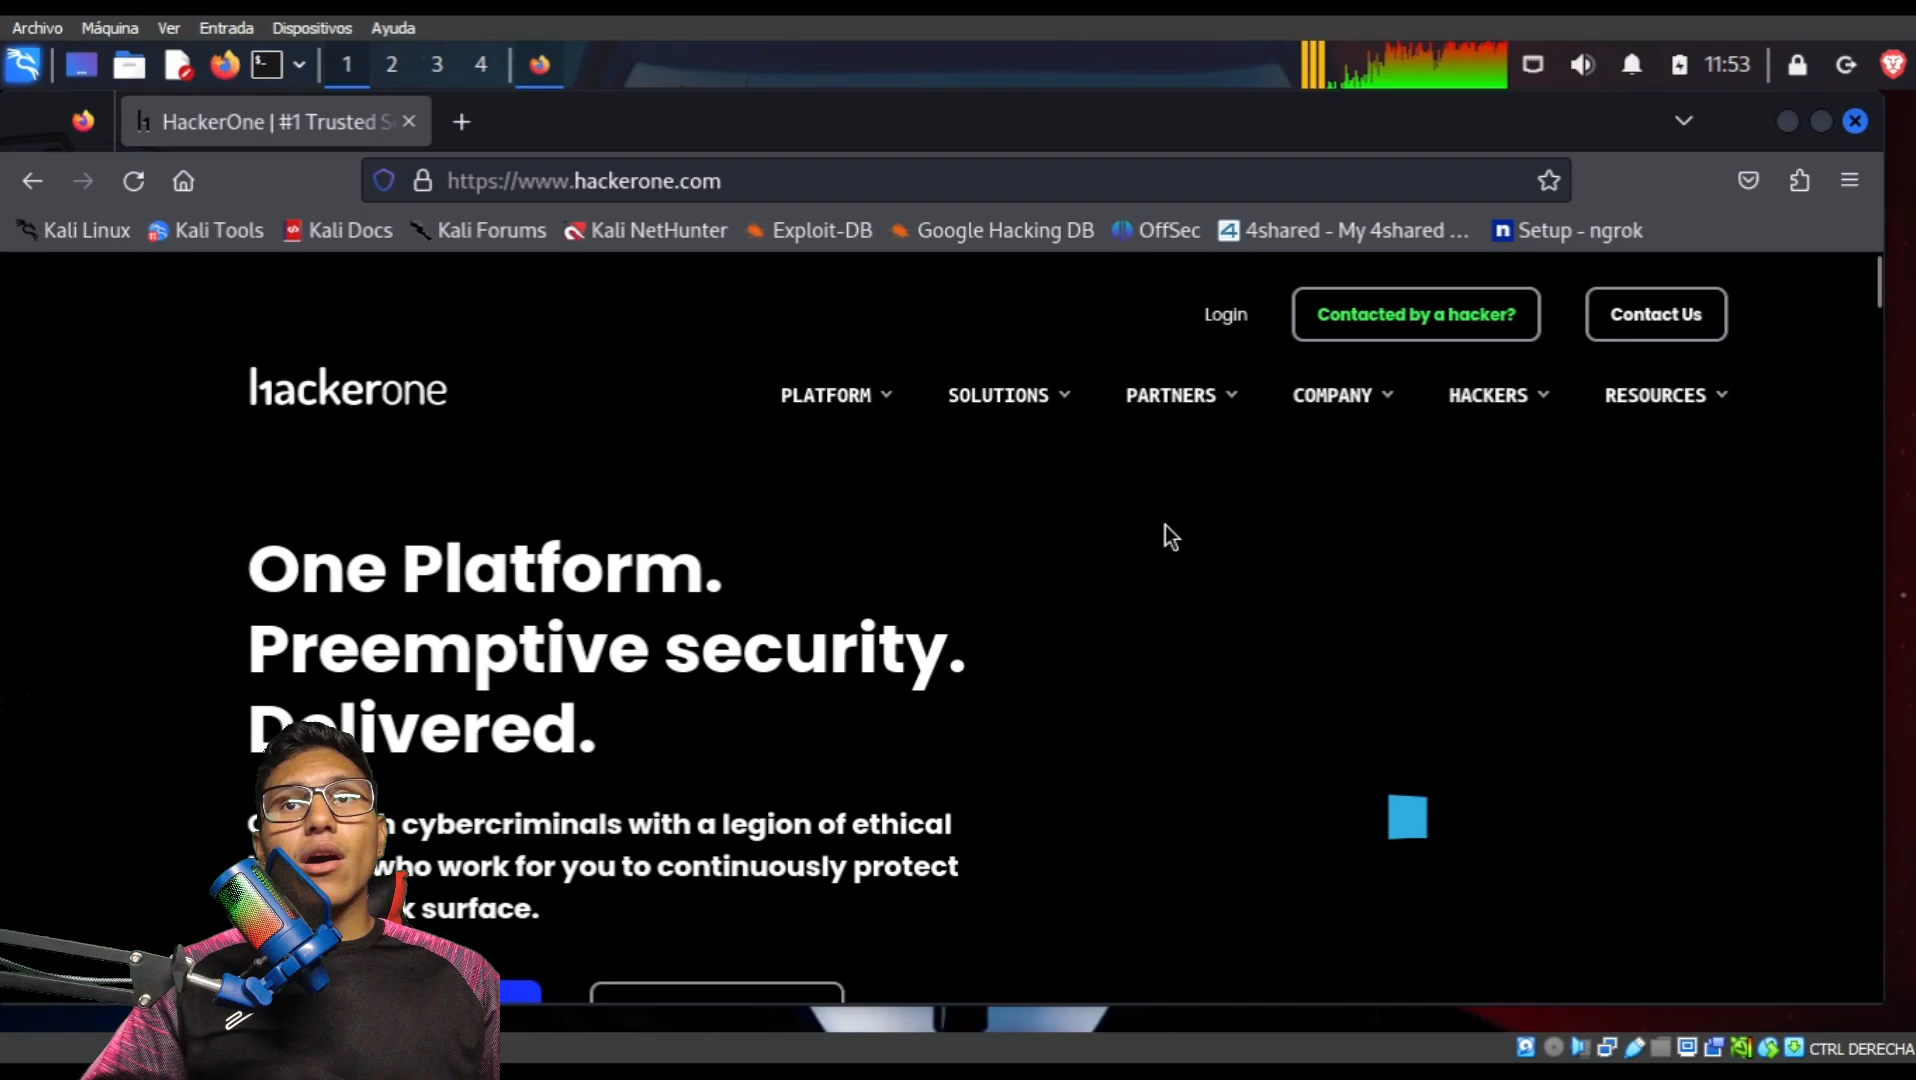 Archivo Máquina Ver Entrada Dispositivos Ayuda
1 2 3 4 11:53
HackerOne | #1 Trusted S
https://www.hackerone.com
Kali Linux Kali Tools Kali Docs Kali Forums Kali NetHunter Exploit-DB Google Hacking DB OffSec 4shared - My 4shared ... Setup - ngrok
Login Contacted by a hacker? Contact Us
hackerone PLATFORM SOLUTIONS PARTNERS COMPANY HACKERS RESOURCES
One Platform.
Preemptive security.
Delivered.
cybercriminals with a legion of ethical
who work for you to continuously protect
surface.
CTRL DERECHA